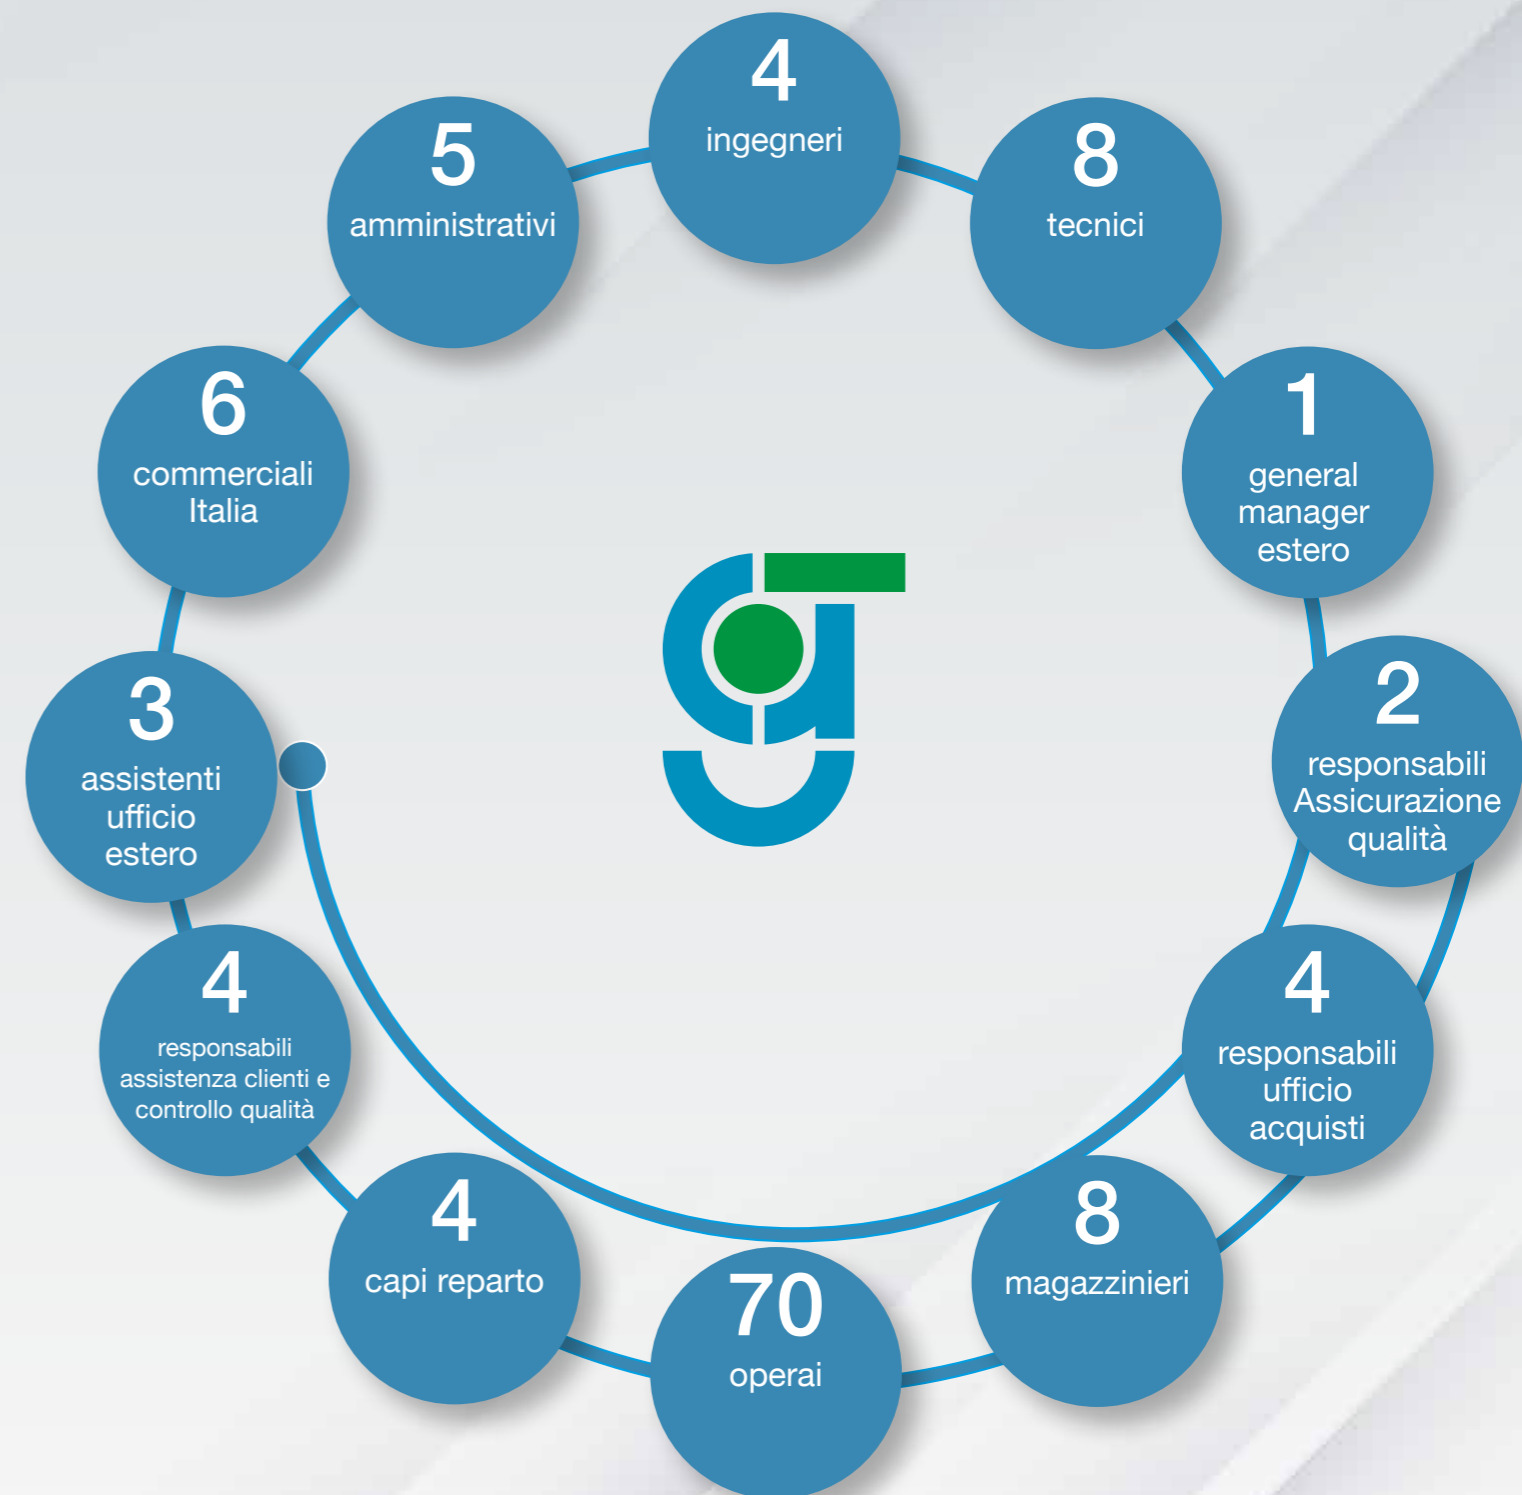 4
ingegneri
8
tecnici
1
general
manager
estero
2
responsabili
Assicurazione
qualità
4
responsabili
ufficio
acquisti
8
magazzinieri
70
operai
4
capi reparto
4
responsabili
assistenza clienti e
controllo qualità
3
assistenti
ufficio
estero
6
commerciali
Italia
5
amministrativi